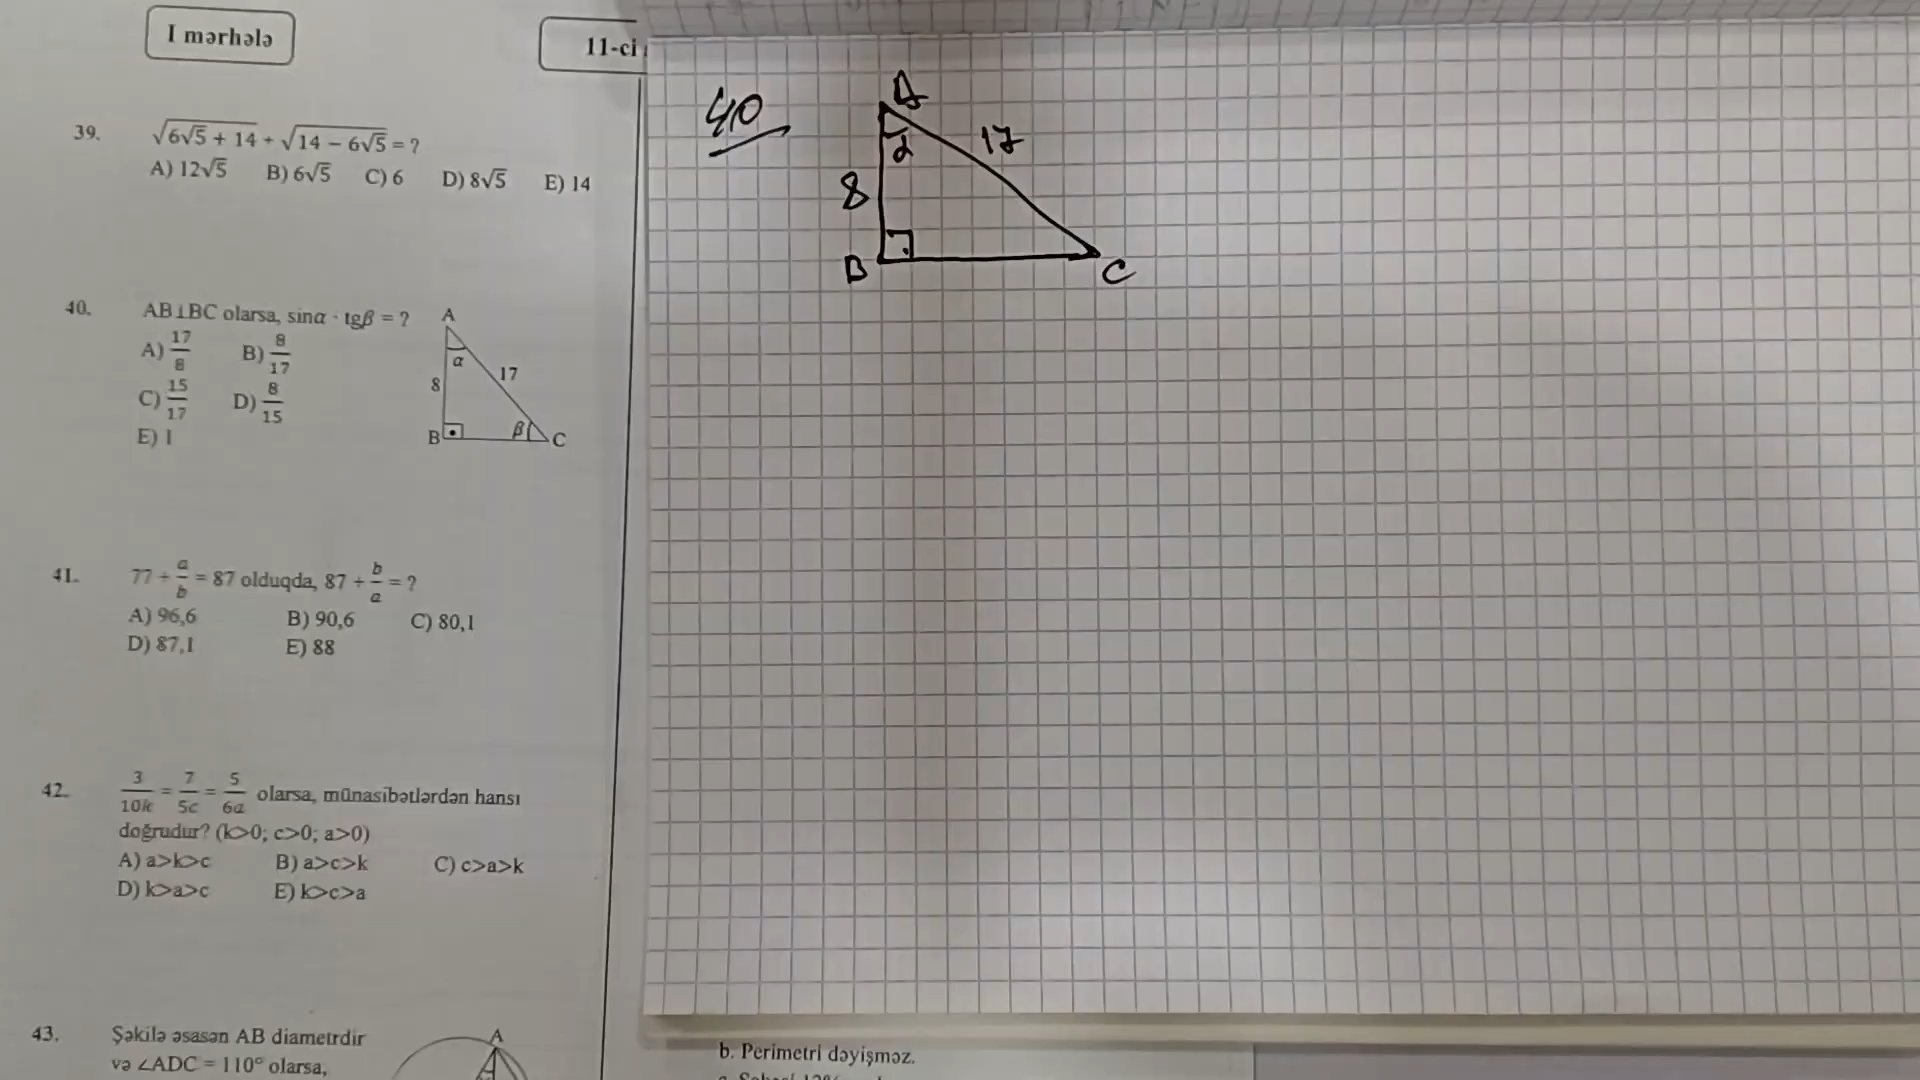 I mərhələ
11-ci
39. √(6√5 + 14) + √(14 − 6√5) = ?
A) 12√5 B) 6√5 C) 6 D) 8√5 E) 14
40. AB⊥BC olarsa, sinα · tgβ = ?
A) 17/8 B) 8/17
C) 15/17 D) 8/15
E) 1
A
α
8
17
B
β
C
41. 77 ÷ a/b = 87 olduqda, 87 ÷ b/a = ?
A) 96,6 B) 90,6 C) 80,1
D) 87,1 E) 88
42. 3/10k = 7/5c = 5/6a olarsa, münasibətlərdən hansı
doğrudur? (k>0; c>0; a>0)
A) a>k>c B) a>c>k C) c>a>k
D) k>a>c E) k>c>a
43. Şəkilə əsasən AB diametrdir
və ∠ADC = 110° olarsa,
A
40
A
α
17
8
B
C
b. Perimetri dəyişməz.